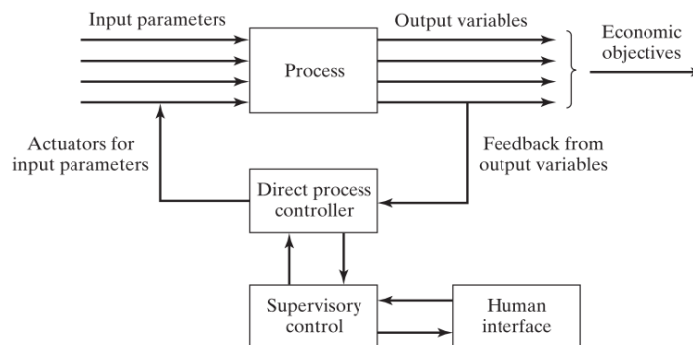 Input parameters
Output variables
Economic
objectives
Process
Actuators for
input parameters
Feedback from
output variables
Direct process
controller
Supervisory
control
Human
interface